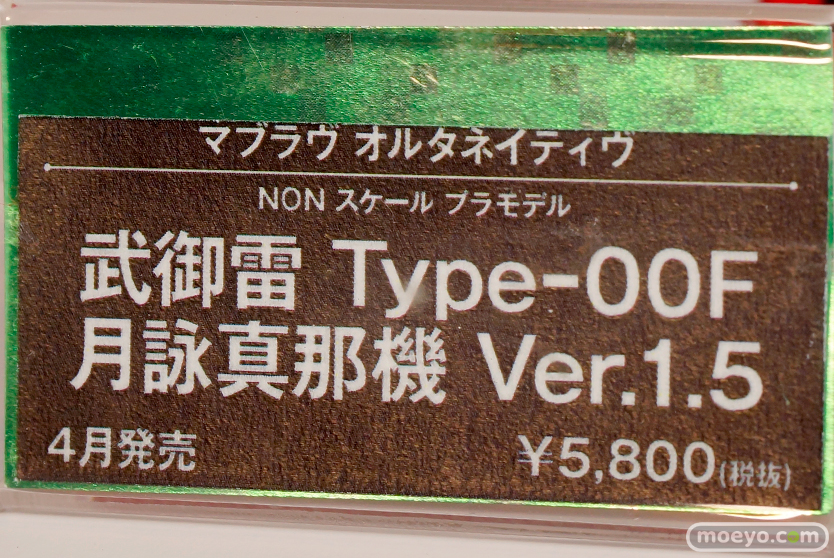 マブラヴ オルタネイティヴ
NON スケール プラモデル
武御雷 Type-00F
月詠真那機 Ver.1.5
4月発売 ¥5,800(税抜)
moeyo.com